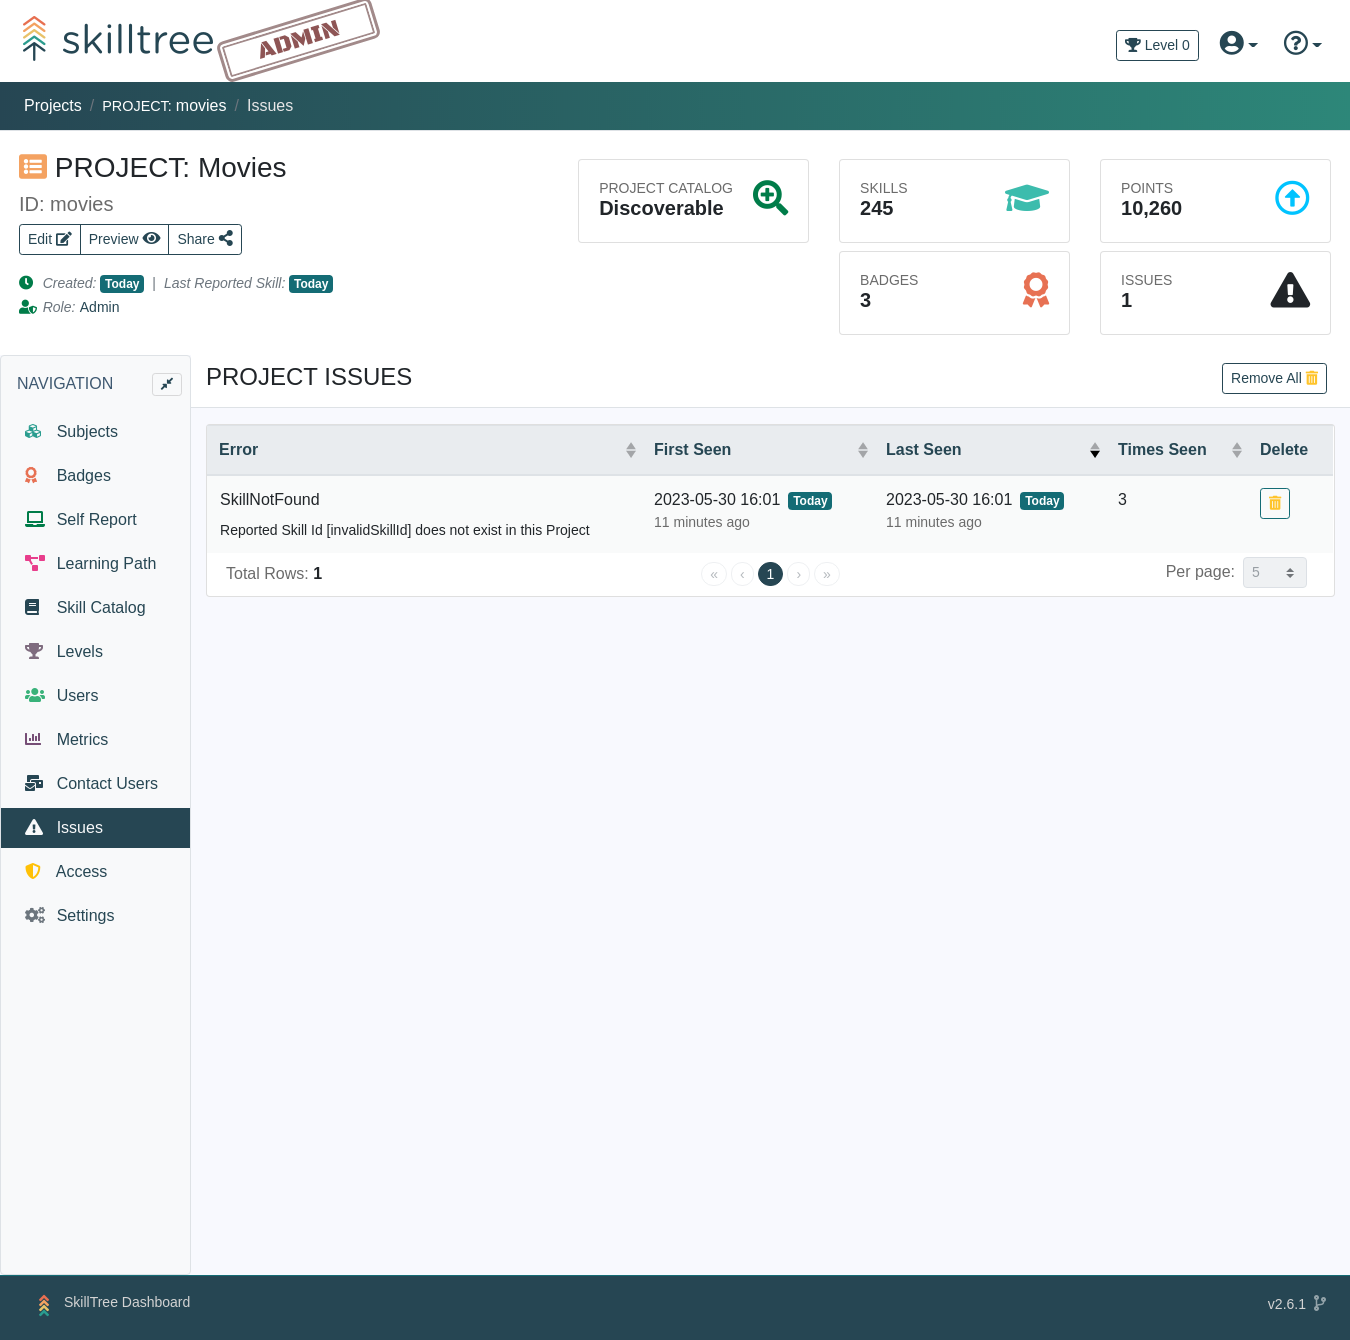 skilltree
ADMIN
Level 0
Projects / PROJECT: movies / Issues
PROJECT: Movies
ID: movies
Edit
Preview
Share
Created: Today | Last Reported Skill: Today
Role: Admin
PROJECT CATALOG
Discoverable
SKILLS
245
POINTS
10,260
BADGES
3
ISSUES
1
NAVIGATION
Subjects
Badges
Self Report
Learning Path
Skill Catalog
Levels
Users
Metrics
Contact Users
Issues
Access
Settings
PROJECT ISSUES
Remove All
Error First Seen Last Seen Times Seen Delete
SkillNotFound 2023-05-30 16:01 Today 2023-05-30 16:01 Today 3
11 minutes ago 11 minutes ago
Reported Skill Id [invalidSkillId] does not exist in this Project
Total Rows: 1 « ‹ 1 › » Per page: 5
SkillTree Dashboard
v2.6.1